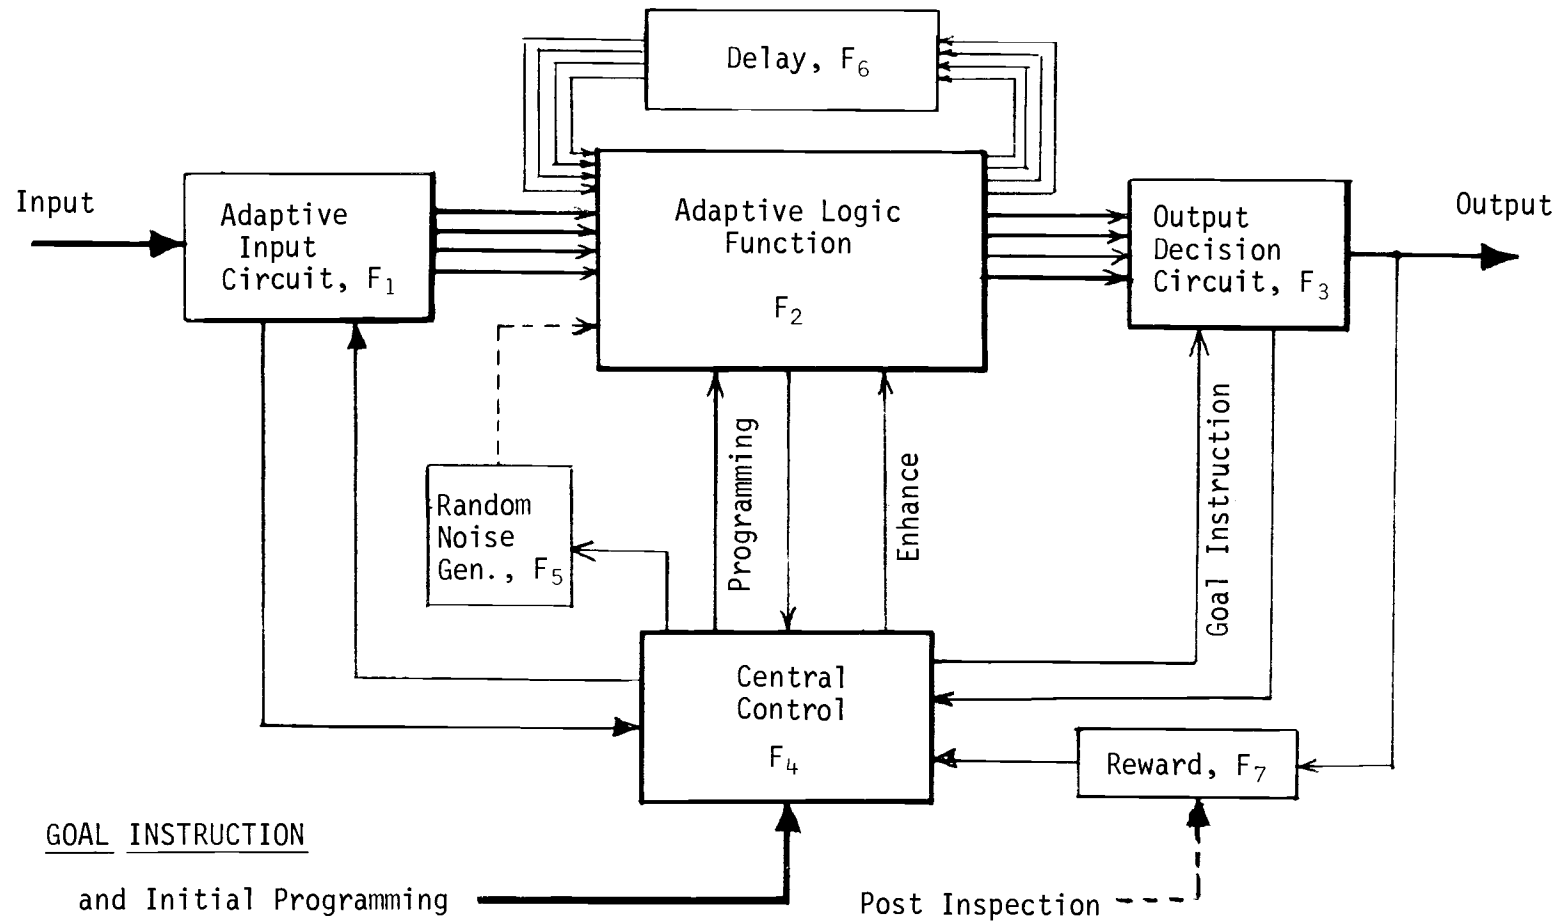 Delay, F6
Input
Adaptive
Input
Circuit, F1
Adaptive Logic
Function
F2
Output
Decision
Circuit, F3
Output
Random
Noise
Gen., F5
Programming
Enhance
Goal Instruction
Central
Control
F4
Reward, F7
GOAL INSTRUCTION
and Initial Programming
Post Inspection